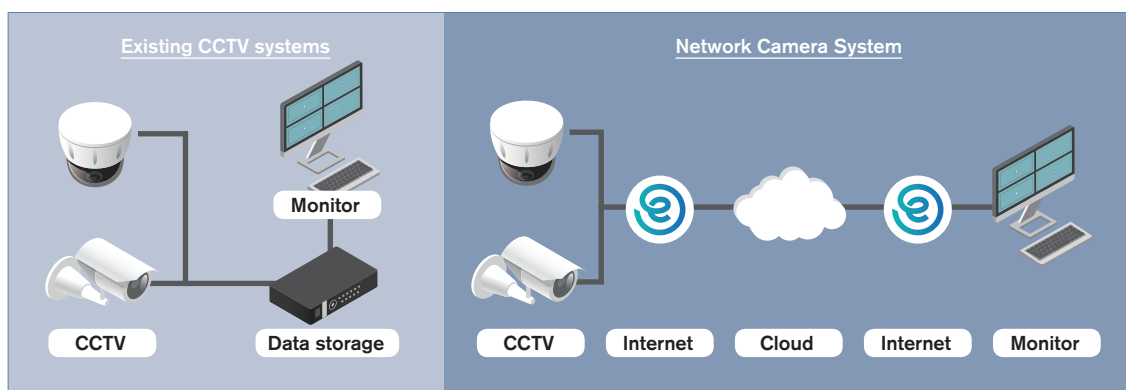 Existing CCTV systems
Monitor
CCTV
Data storage
Network Camera System
CCTV
Internet
Cloud
Internet
Monitor